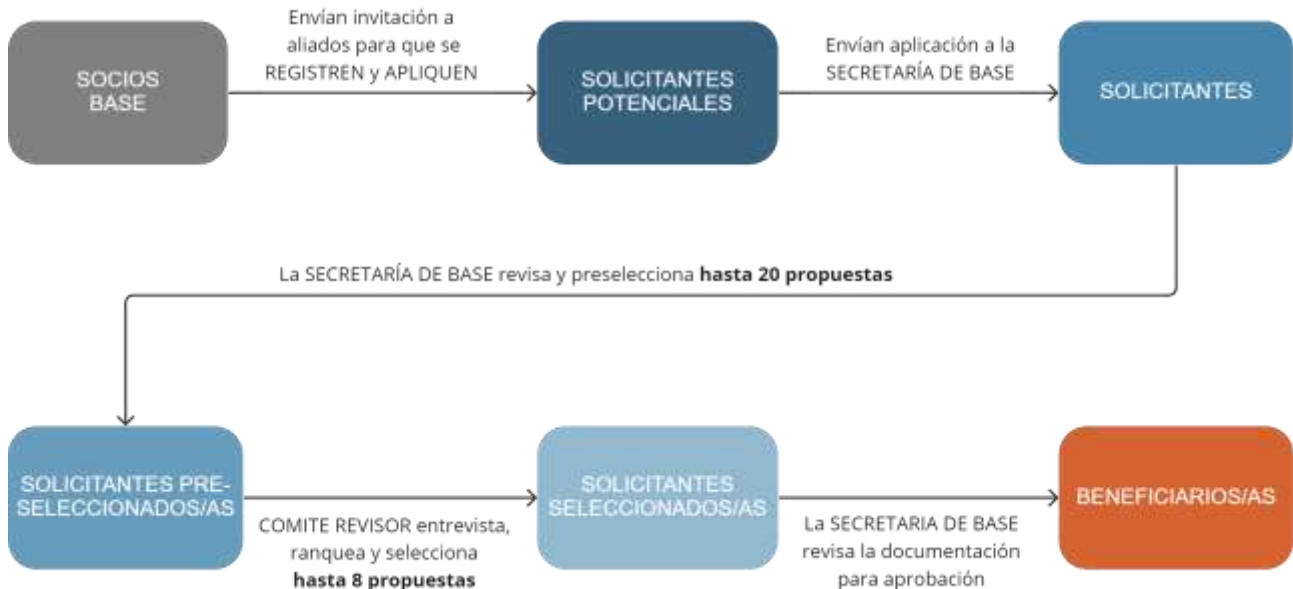 SOCIOS
BASE
Envían invitación a
aliados para que se
REGISTREN y APLIQUEN
SOLICITANTES
POTENCIALES
Envían aplicación a la
SECRETARÍA DE BASE
SOLICITANTES
La SECRETARÍA DE BASE revisa y preselecciona hasta 20 propuestas
SOLICITANTES PRE-
SELECCIONADOS/AS
COMITE REVISOR entrevista,
ranquea y selecciona
hasta 8 propuestas
SOLICITANTES
SELECCIONADOS/AS
La SECRETARIA DE BASE
revisa la documentación
para aprobación
BENEFICIARIOS/AS